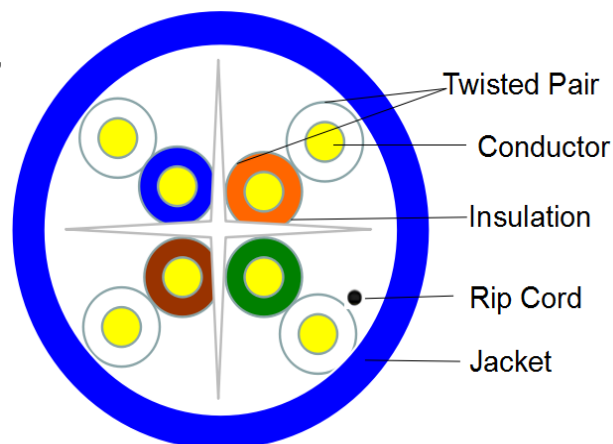 Twisted Pair
Conductor
Insulation
Rip Cord
Jacket